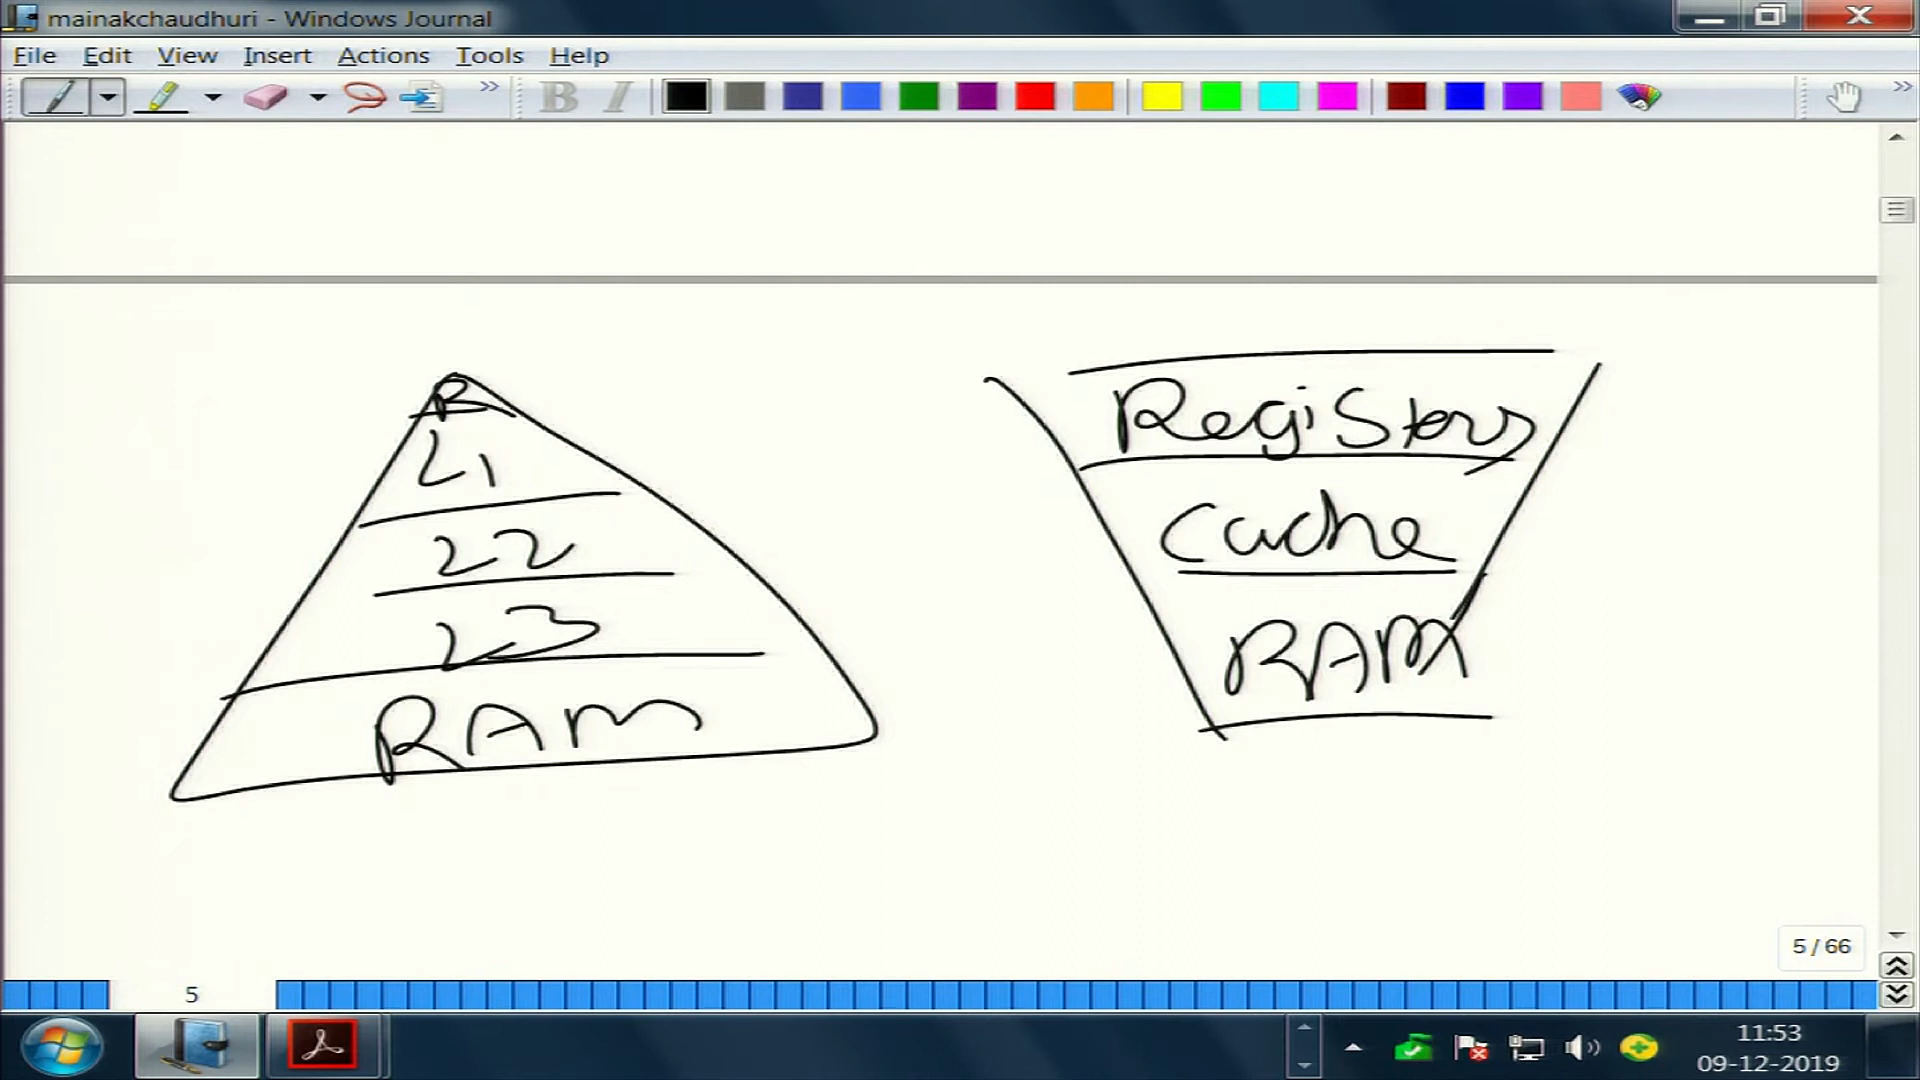 mainakchaudhuri - Windows Journal
File Edit View Insert Actions Tools Help
B I
R
L1
L2
L3
RAM
Registers
Cache
RAM
5 / 66
5
11:53
09-12-2019